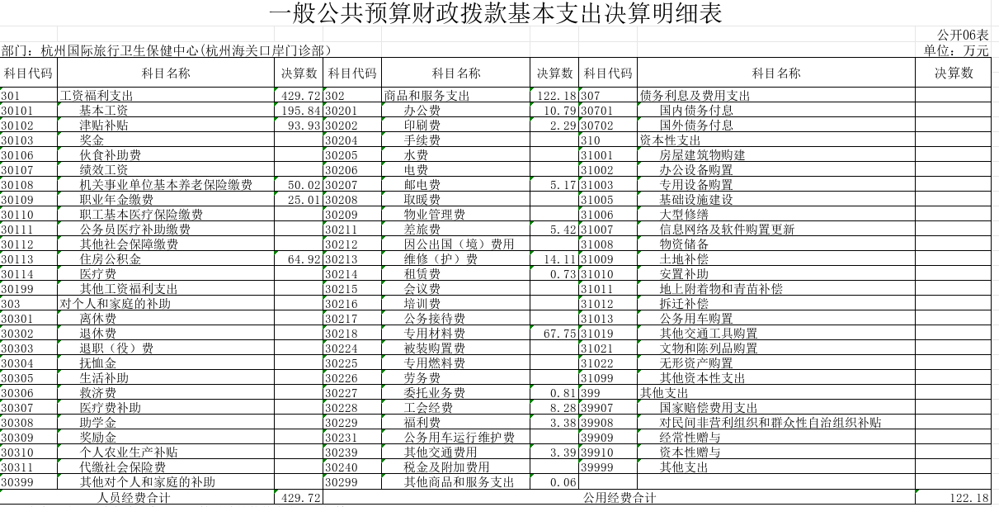 一般公共预算财政拨款基本支出决算明细表
公开06表
部门：杭州国际旅行卫生保健中心(杭州海关口岸门诊部） 单位：万元
科目代码 科目名称 决算数 科目代码 科目名称 决算数 科目代码 科目名称 决算数
301 工资福利支出 429.72 302 商品和服务支出 122.18 307 债务利息及费用支出
30101 基本工资 195.84 30201 办公费 10.79 30701 国内债务付息
30102 津贴补贴 93.93 30202 印刷费 2.29 30702 国外债务付息
30103 奖金 30204 手续费 310 资本性支出
30106 伙食补助费 30205 水费 31001 房屋建筑物购建
30107 绩效工资 30206 电费 31002 办公设备购置
30108 机关事业单位基本养老保险缴费 50.02 30207 邮电费 5.17 31003 专用设备购置
30109 职业年金缴费 25.01 30208 取暖费 31005 基础设施建设
30110 职工基本医疗保险缴费 30209 物业管理费 31006 大型修缮
30111 公务员医疗补助缴费 30211 差旅费 5.42 31007 信息网络及软件购置更新
30112 其他社会保障缴费 30212 因公出国（境）费用 31008 物资储备
30113 住房公积金 64.92 30213 维修（护）费 14.11 31009 土地补偿
30114 医疗费 30214 租赁费 0.73 31010 安置补助
30199 其他工资福利支出 30215 会议费 31011 地上附着物和青苗补偿
303 对个人和家庭的补助 30216 培训费 31012 拆迁补偿
30301 离休费 30217 公务接待费 31013 公务用车购置
30302 退休费 30218 专用材料费 67.75 31019 其他交通工具购置
30303 退职（役）费 30224 被装购置费 31021 文物和陈列品购置
30304 抚恤金 30225 专用燃料费 31022 无形资产购置
30305 生活补助 30226 劳务费 31099 其他资本性支出
30306 救济费 30227 委托业务费 0.81 399 其他支出
30307 医疗费补助 30228 工会经费 8.28 39907 国家赔偿费用支出
30308 助学金 30229 福利费 3.38 39908 对民间非营利组织和群众性自治组织补贴
30309 奖励金 30231 公务用车运行维护费 39909 经常性赠与
30310 个人农业生产补贴 30239 其他交通费用 3.39 39910 资本性赠与
30311 代缴社会保险费 30240 税金及附加费用 39999 其他支出
30399 其他对个人和家庭的补助 30299 其他商品和服务支出 0.06
人员经费合计 429.72 公用经费合计 122.18